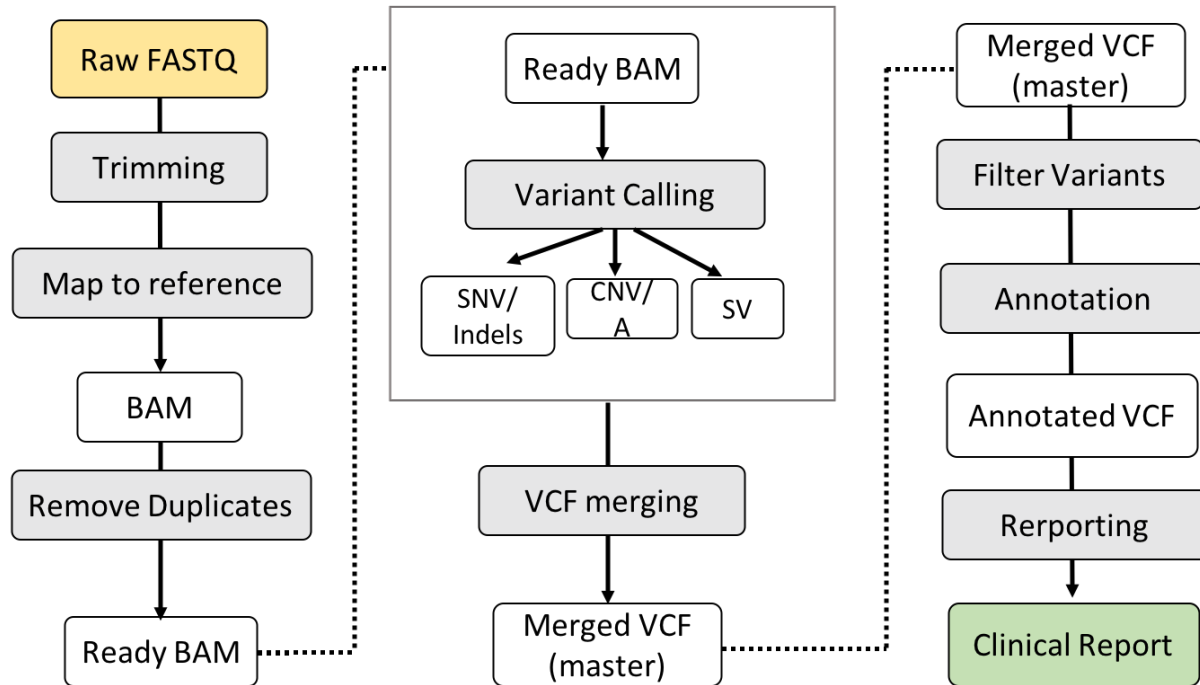 Raw FASTQ
Trimming
Map to reference
BAM
Remove Duplicates
Ready BAM
Ready BAM
Variant Calling
SNV/
Indels
CNV/
A
SV
VCF merging
Merged VCF
(master)
Merged VCF
(master)
Filter Variants
Annotation
Annotated VCF
Rerporting
Clinical Report